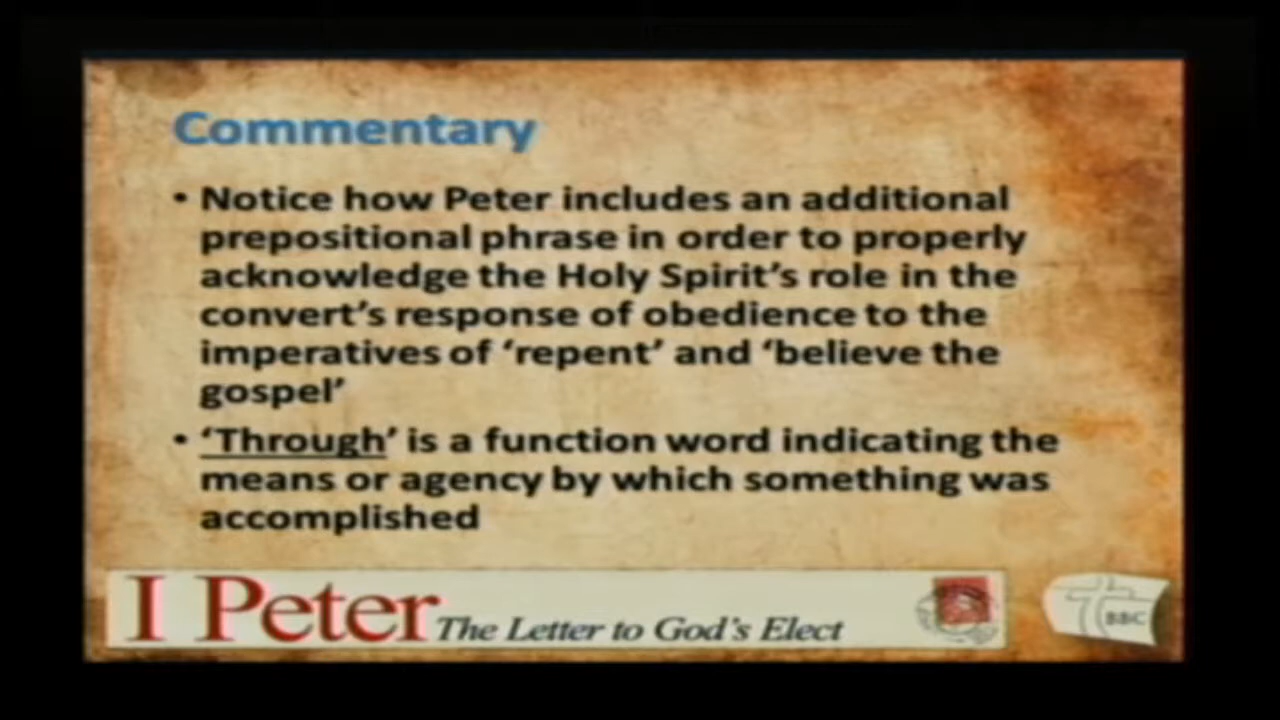 Commentary
• Notice how Peter includes an additional
prepositional phrase in order to properly
acknowledge the Holy Spirit's role in the
convert's response of obedience to the
imperatives of 'repent' and 'believe the
gospel'
• 'Through' is a function word indicating the
means or agency by which something was
accomplished
I Peter The Letter to God's Elect
BBC